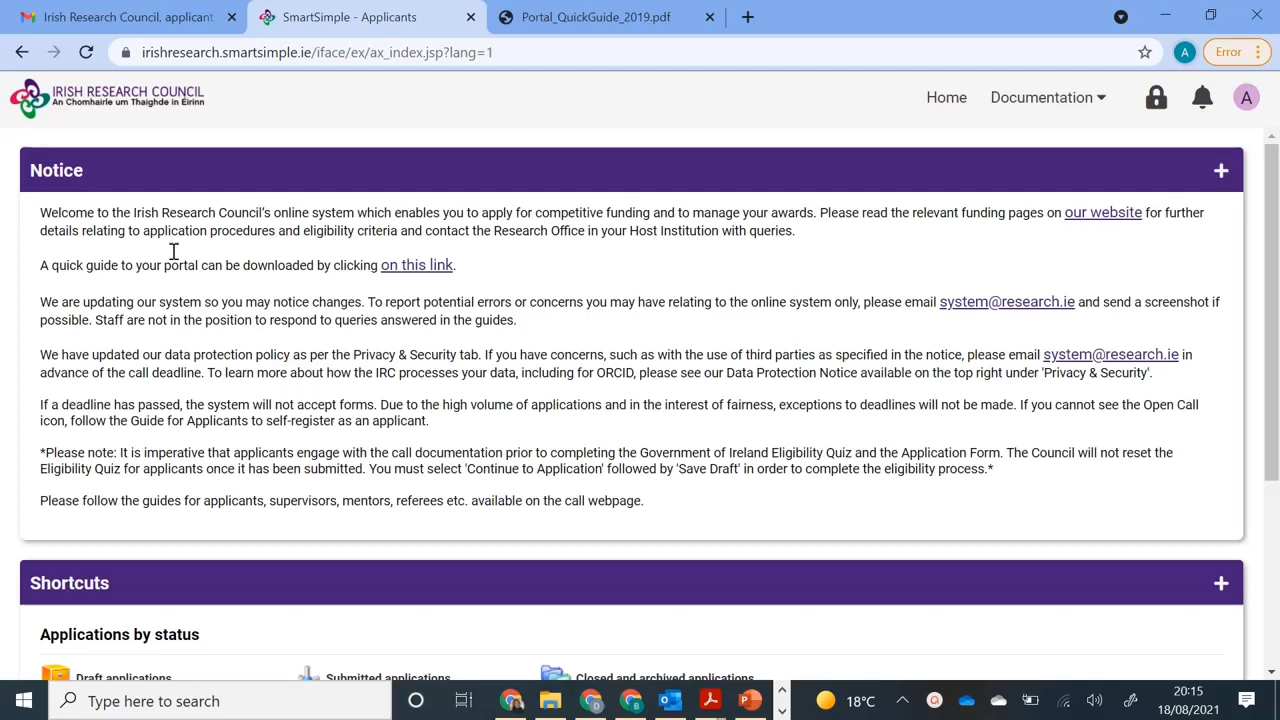 Irish Research Council, applicant
SmartSimple - Applicants
Portal_QuickGuide_2019.pdf
irishresearch.smartsimple.ie/iface/ex/ax_index.jsp?lang=1
A
Error
IRISH RESEARCH COUNCIL
An Chomhairle um Thaighde in Éirinn
Home
Documentation
A
Notice
Welcome to the Irish Research Council's online system which enables you to apply for competitive funding and to manage your awards. Please read the relevant funding pages on our website for further
details relating to application procedures and eligibility criteria and contact the Research Office in your Host Institution with queries.
A quick guide to your portal can be downloaded by clicking on this link.
We are updating our system so you may notice changes. To report potential errors or concerns you may have relating to the online system only, please email system@research.ie and send a screenshot if
possible. Staff are not in the position to respond to queries answered in the guides.
We have updated our data protection policy as per the Privacy & Security tab. If you have concerns, such as with the use of third parties as specified in the notice, please email system@research.ie in
advance of the call deadline. To learn more about how the IRC processes your data, including for ORCID, please see our Data Protection Notice available on the top right under 'Privacy & Security'.
If a deadline has passed, the system will not accept forms. Due to the high volume of applications and in the interest of fairness, exceptions to deadlines will not be made. If you cannot see the Open Call
icon, follow the Guide for Applicants to self-register as an applicant.
*Please note: It is imperative that applicants engage with the call documentation prior to completing the Government of Ireland Eligibility Quiz and the Application Form. The Council will not reset the
Eligibility Quiz for applicants once it has been submitted. You must select 'Continue to Application' followed by 'Save Draft' in order to complete the eligibility process.*
Please follow the guides for applicants, supervisors, mentors, referees etc. available on the call webpage.
Shortcuts
Applications by status
Draft applications
Submitted applications
Closed and archived applications
Type here to search
18°C
20:15
18/08/2021